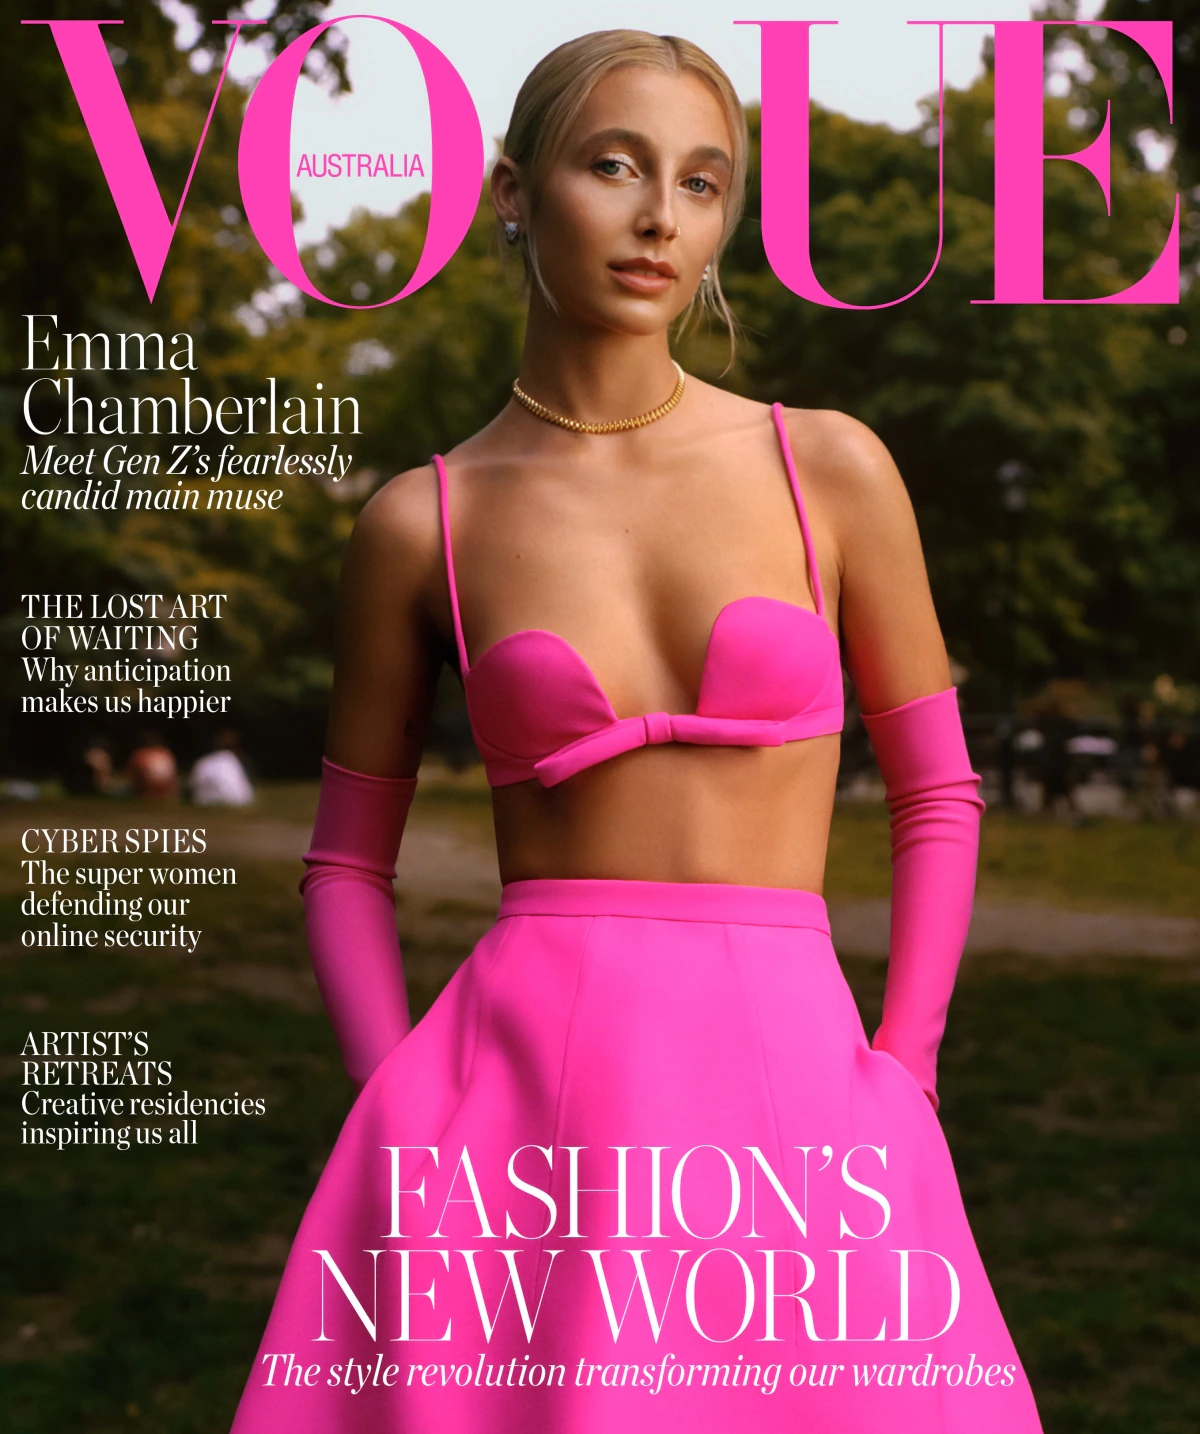 VOGUE
AUSTRALIA
Emma
Chamberlain
Meet Gen Z's fearlessly
candid main muse
THE LOST ART
OF WAITING
Why anticipation
makes us happier
CYBER SPIES
The super women
defending our
online security
ARTIST'S
RETREATS
Creative residencies
inspiring us all
FASHION'S
NEW WORLD
The style revolution transforming our wardrobes